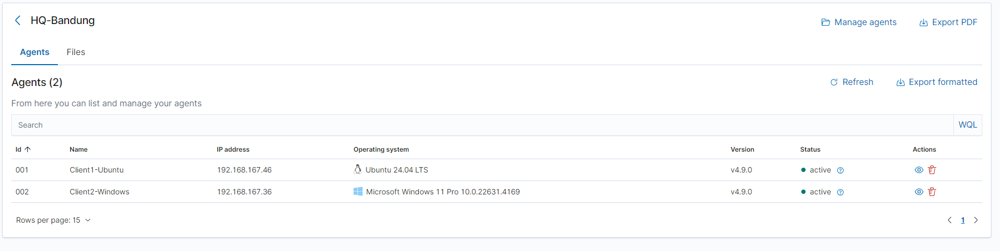 HQ-Bandung
Manage agents
Export PDF
Agents
Files
Agents (2)
Refresh
Export formatted
From here you can list and manage your agents
Search
WQL
Id Name IP address Operating system Version Status Actions
001 Client1-Ubuntu 192.168.167.46 Ubuntu 24.04 LTS v4.9.0 active
002 Client2-Windows 192.168.167.36 Microsoft Windows 11 Pro 10.0.22631.4169 v4.9.0 active
Rows per page: 15
1